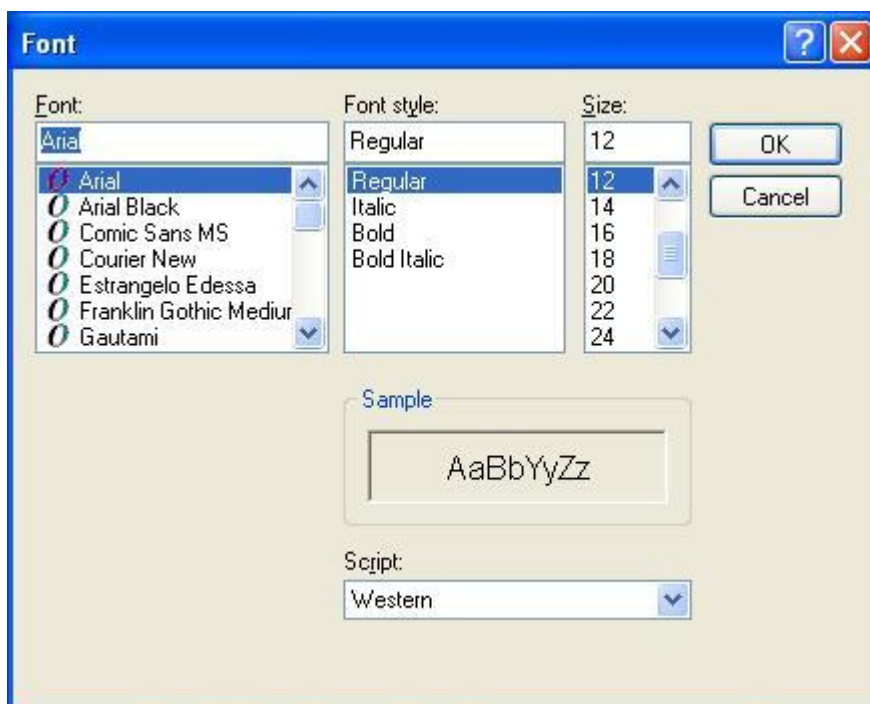 Font
Font:
Arial
Arial
Arial Black
Comic Sans MS
Courier New
Estrangelo Edessa
Franklin Gothic Mediur
Gautami
Font style:
Regular
Regular
Italic
Bold
Bold Italic
Size:
12
12
14
16
18
20
22
24
OK
Cancel
Sample
AaBbYyZz
Script:
Western